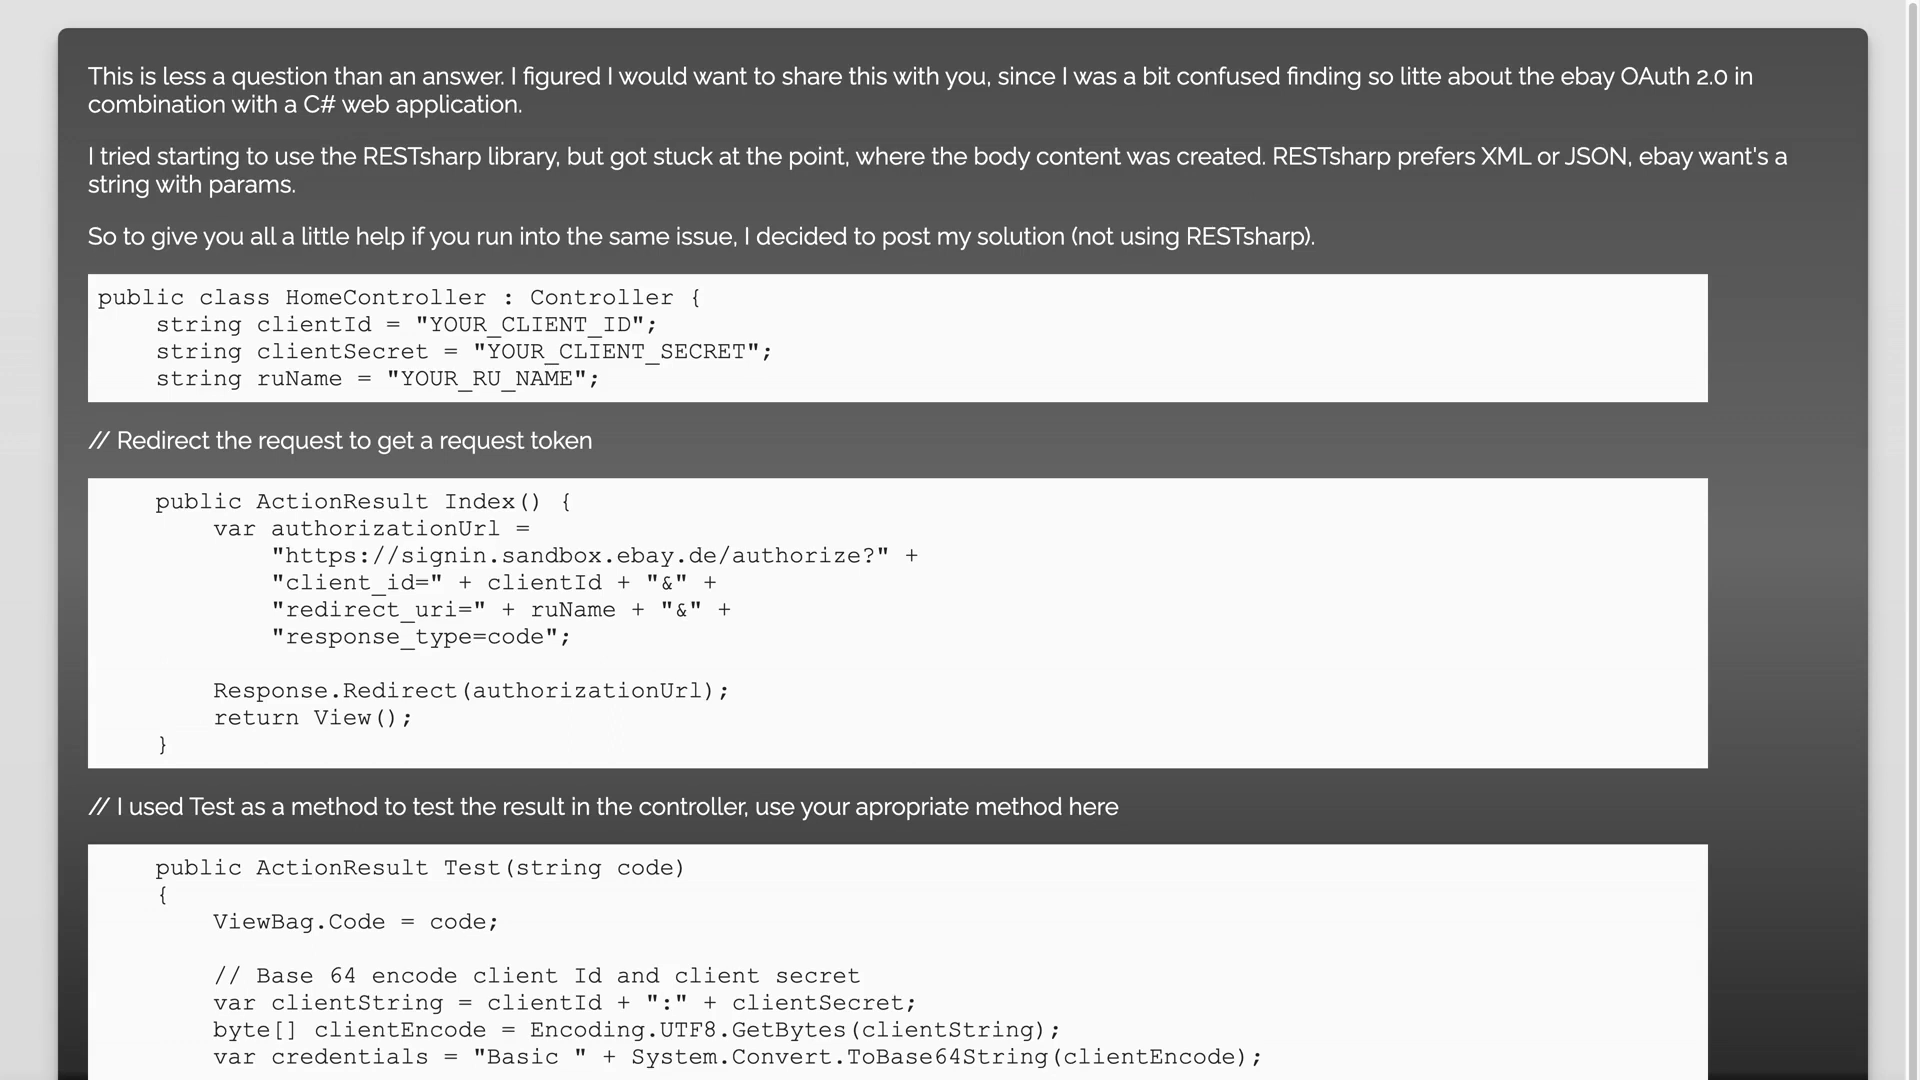 This is less a question than an answer. I figured I would want to share this with you, since I was a bit confused finding so litte about the ebay OAuth 2.0 in
combination with a C# web application.
I tried starting to use the RESTsharp library, but got stuck at the point, where the body content was created. RESTsharp prefers XML or JSON, ebay want's a
string with params.
So to give you all a little help if you run into the same issue, I decided to post my solution (not using RESTsharp).
public class HomeController : Controller {
    string clientId = "YOUR_CLIENT_ID";
    string clientSecret = "YOUR_CLIENT_SECRET";
    string ruName = "YOUR_RU_NAME";
// Redirect the request to get a request token
    public ActionResult Index() {
        var authorizationUrl =
            "https://signin.sandbox.ebay.de/authorize?" +
            "client_id=" + clientId + "&" +
            "redirect_uri=" + ruName + "&" +
            "response_type=code";
        Response.Redirect(authorizationUrl);
        return View();
    }
// I used Test as a method to test the result in the controller, use your apropriate method here
    public ActionResult Test(string code)
    {
        ViewBag.Code = code;
        // Base 64 encode client Id and client secret
        var clientString = clientId + ":" + clientSecret;
        byte[] clientEncode = Encoding.UTF8.GetBytes(clientString);
        var credentials = "Basic " + System.Convert.ToBase64String(clientEncode);